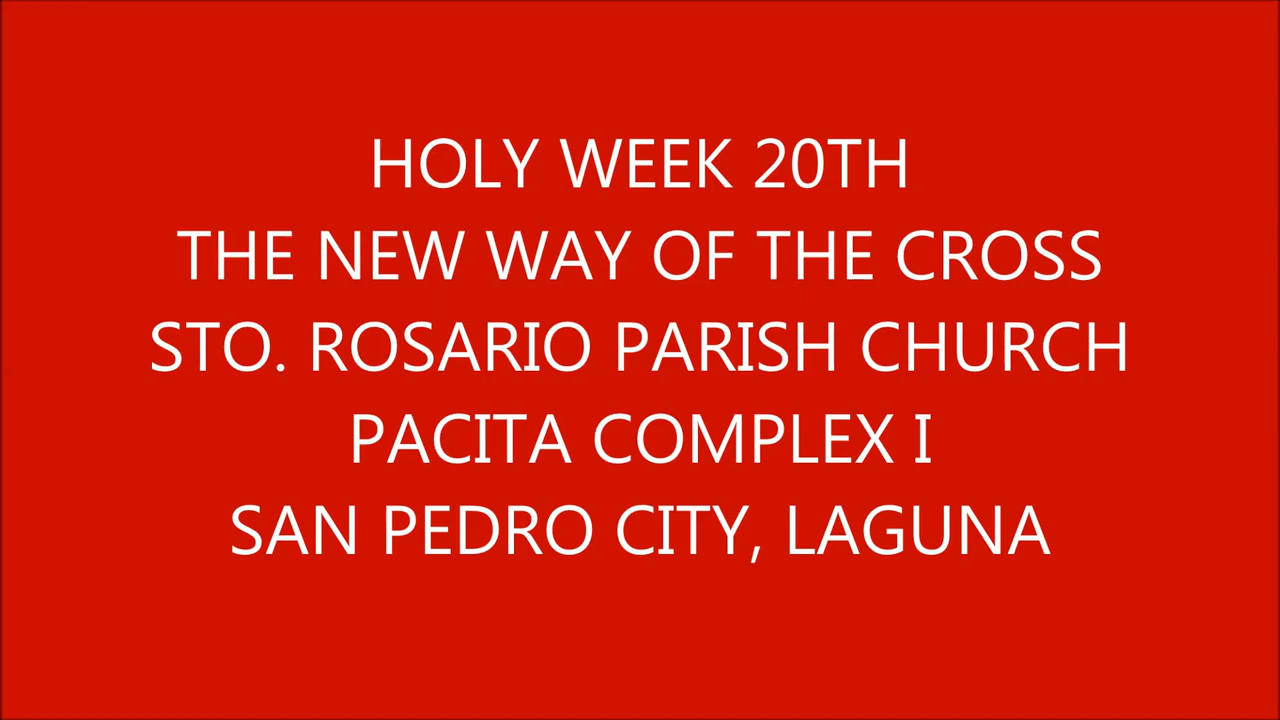 HOLY WEEK 20TH
THE NEW WAY OF THE CROSS
STO. ROSARIO PARISH CHURCH
PACITA COMPLEX I
SAN PEDRO CITY, LAGUNA